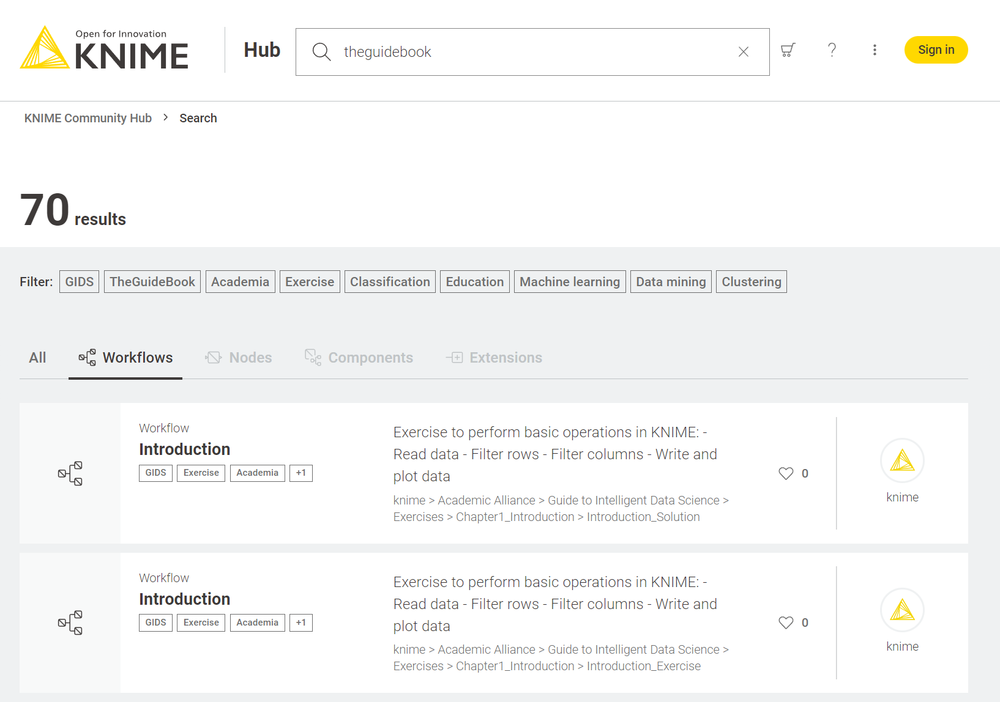 Open for Innovation
KNIME
Hub
theguidebook
?
Sign in
KNIME Community Hub > Search
70 results
Filter: GIDS TheGuideBook Academia Exercise Classification Education Machine learning Data mining Clustering
All Workflows Nodes Components Extensions
Workflow
Introduction
GIDS Exercise Academia +1
Exercise to perform basic operations in KNIME: -
Read data - Filter rows - Filter columns - Write and
plot data
knime > Academic Alliance > Guide to Intelligent Data Science >
Exercises > Chapter1_Introduction > Introduction_Solution
0
knime
Workflow
Introduction
GIDS Exercise Academia +1
Exercise to perform basic operations in KNIME: -
Read data - Filter rows - Filter columns - Write and
plot data
knime > Academic Alliance > Guide to Intelligent Data Science >
Exercises > Chapter1_Introduction > Introduction_Exercise
0
knime